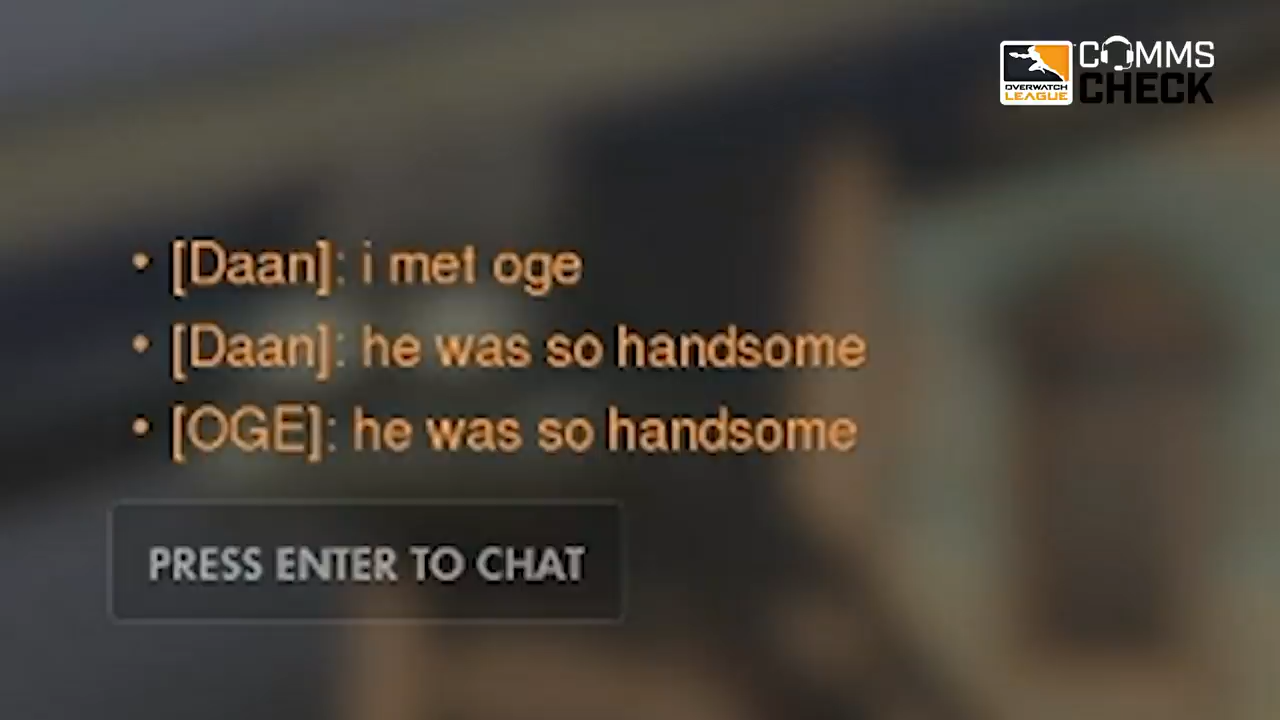 OVERWATCH
LEAGUE
COMMS
CHECK
• [Daan]: i met oge
• [Daan]: he was so handsome
• [OGE]: he was so handsome
PRESS ENTER TO CHAT